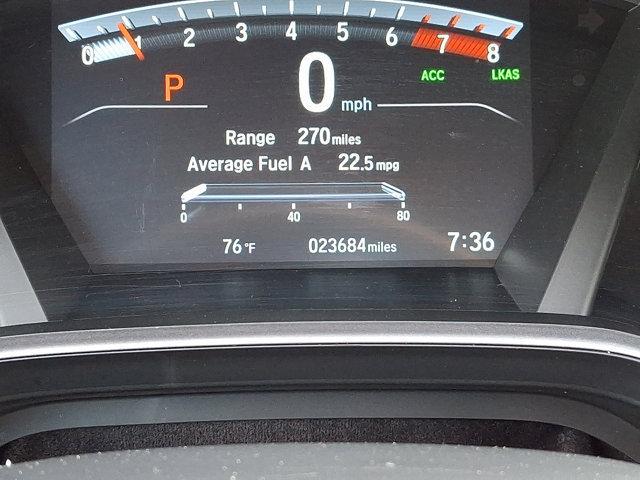 0 1 2 3 4 5 6 7 8
P 0 mph ACC LKAS
Range 270 miles
Average Fuel A 22.5 mpg
0 40 80
76 °F 023684 miles 7:36